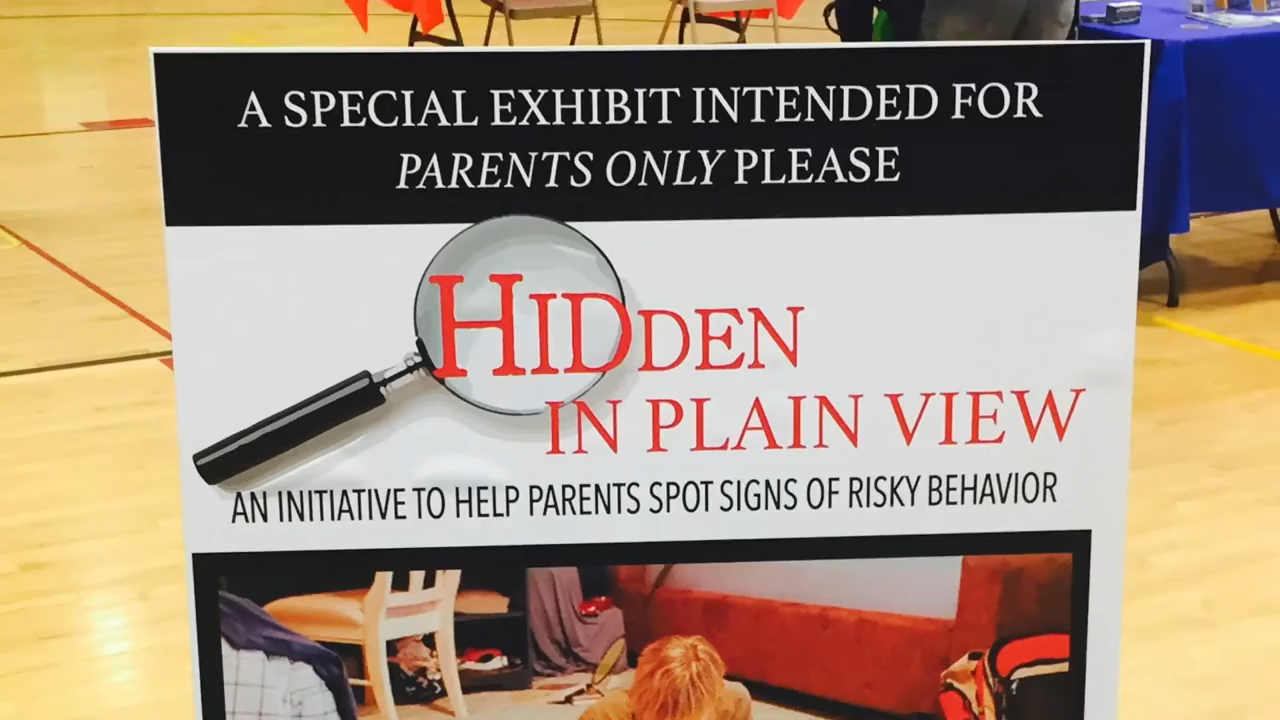 A SPECIAL EXHIBIT INTENDED FOR
PARENTS ONLY PLEASE
HIDDEN
IN PLAIN VIEW
AN INITIATIVE TO HELP PARENTS SPOT SIGNS OF RISKY BEHAVIOR